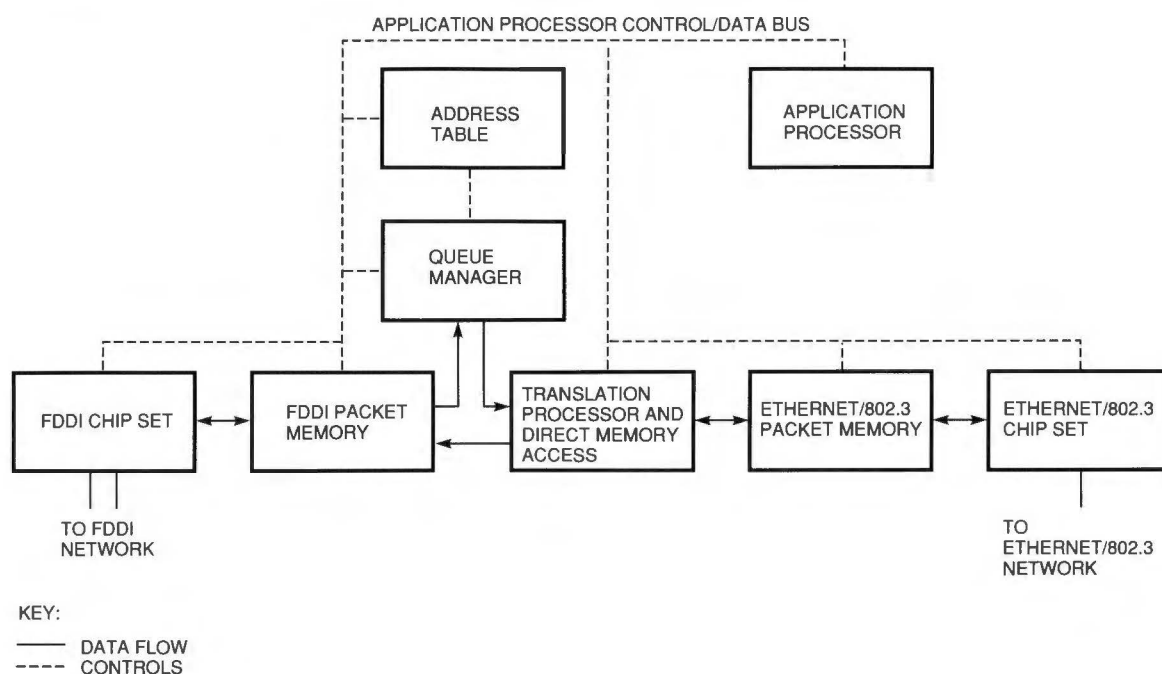 APPLICATION PROCESSOR CONTROL/DATA BUS
ADDRESS
TABLE
APPLICATION
PROCESSOR
QUEUE
MANAGER
FDDI CHIP SET
FDDI PACKET
MEMORY
TRANSLATION
PROCESSOR AND
DIRECT MEMORY
ACCESS
ETHERNET/802.3
PACKET MEMORY
ETHERNET/802.3
CHIP SET
TO FDDI
NETWORK
TO
ETHERNET/802.3
NETWORK
KEY:
DATA FLOW
CONTROLS